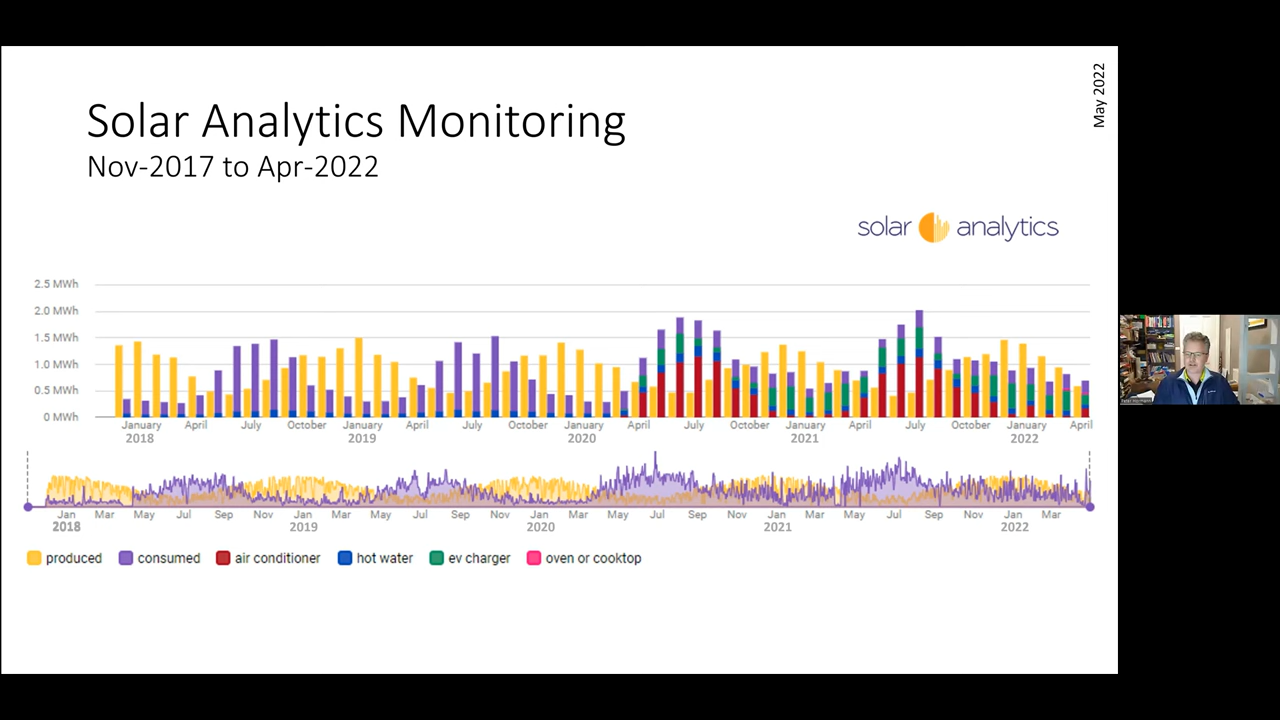 May 2022
Solar Analytics Monitoring
Nov-2017 to Apr-2022
solar analytics
2.5 MWh
2.0 MWh
1.5 MWh
1.0 MWh
0.5 MWh
0 MWh
January April July October January April July October January April July October January April July October January April
2018 2019 2020 2021 2022
Jan Mar May Jul Sep Nov Jan Mar May Jul Sep Nov Jan Mar May Jul Sep Nov Jan Mar May Jul Sep Nov Jan Mar
2018 2019 2020 2021 2022
produced consumed air conditioner hot water ev charger oven or cooktop